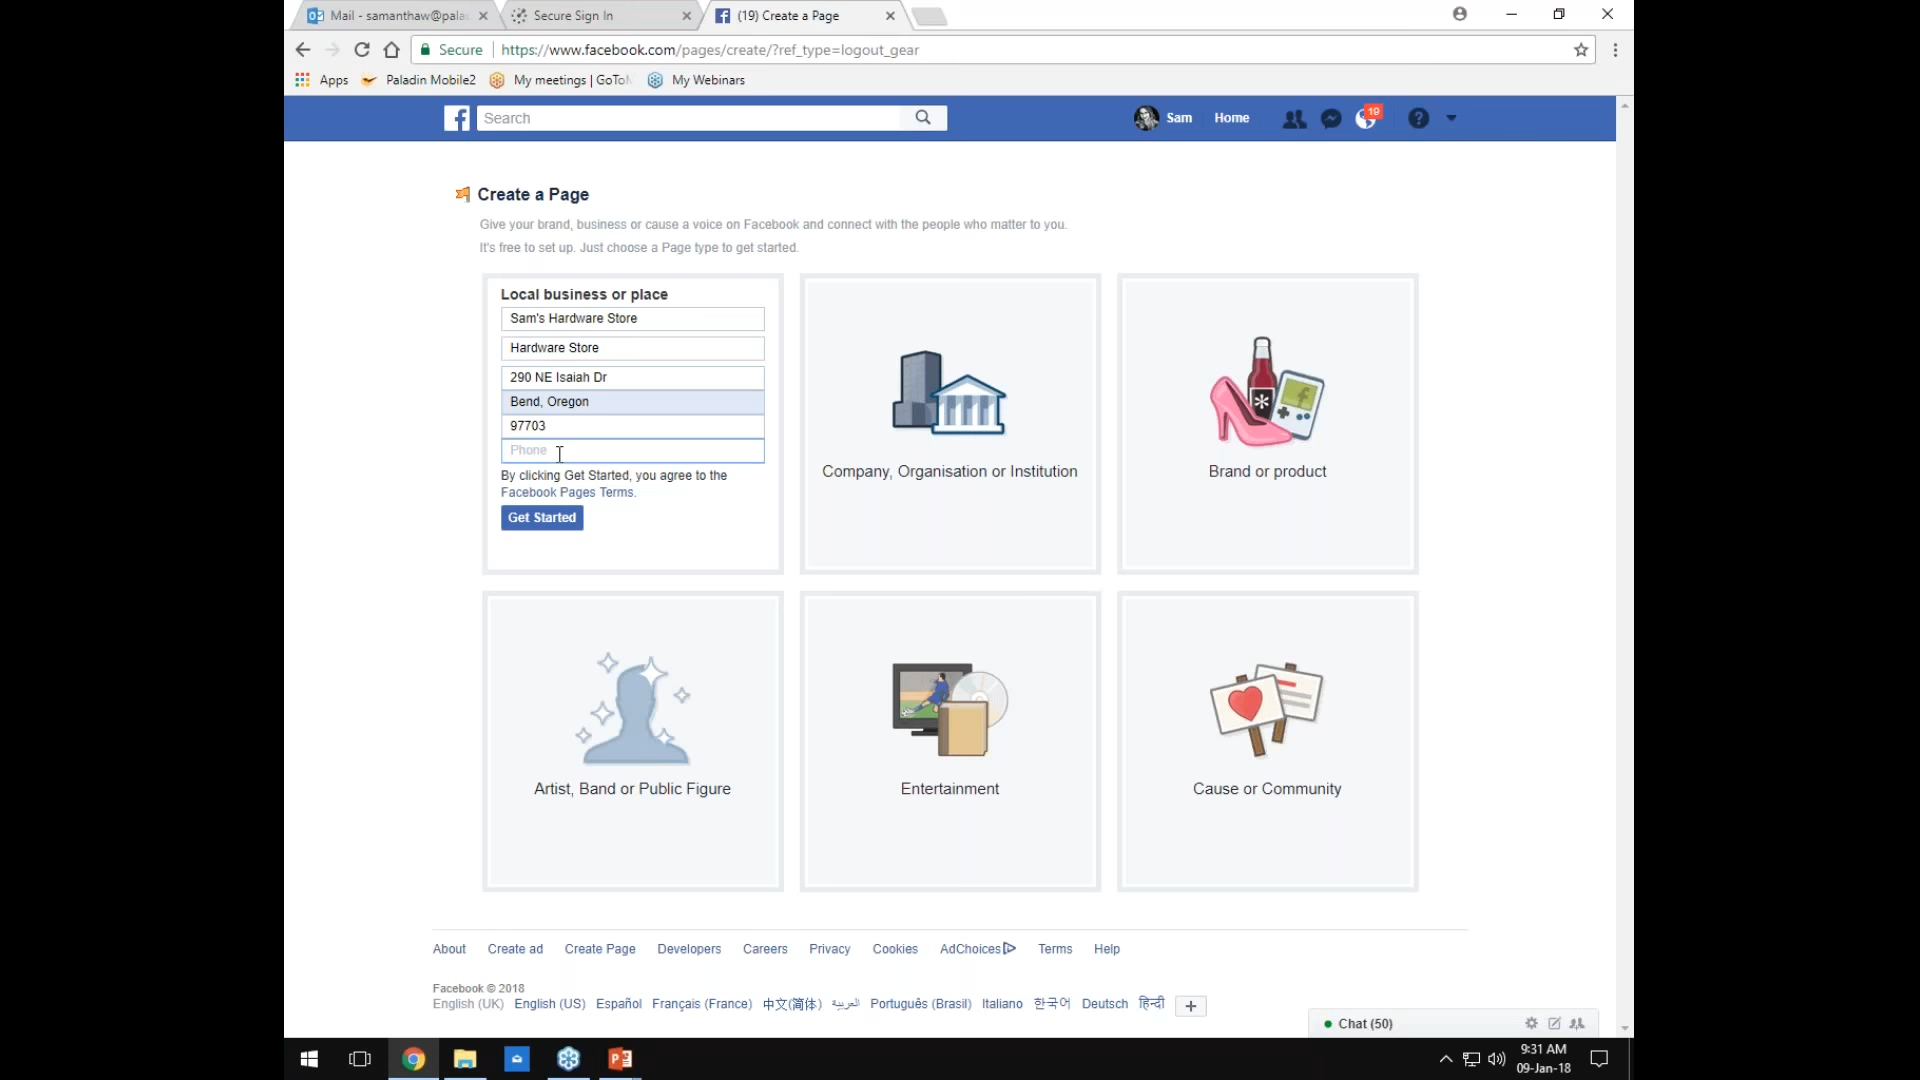 Mail - samanthaw@pala
Secure Sign In
(19) Create a Page
Secure
https://www.facebook.com/pages/create/?ref_type=logout_gear
Apps
Paladin Mobile2
My meetings | GoTo
My Webinars
Search
Sam
Home
19
Create a Page
Give your brand, business or cause a voice on Facebook and connect with the people who matter to you.
It's free to set up. Just choose a Page type to get started.
Local business or place
Sam's Hardware Store
Hardware Store
290 NE Isaiah Dr
Bend, Oregon
97703
Phone
By clicking Get Started, you agree to the
Facebook Pages Terms.
Get Started
Company, Organisation or Institution
Brand or product
Artist, Band or Public Figure
Entertainment
Cause or Community
About Create ad Create Page Developers Careers Privacy Cookies AdChoices Terms Help
Facebook © 2018
English (UK) English (US) Español Français (France) 中文(简体) العربية Português (Brasil) Italiano 한국어 Deutsch हिन्दी
Chat (50)
9:31 AM
09-Jan-18